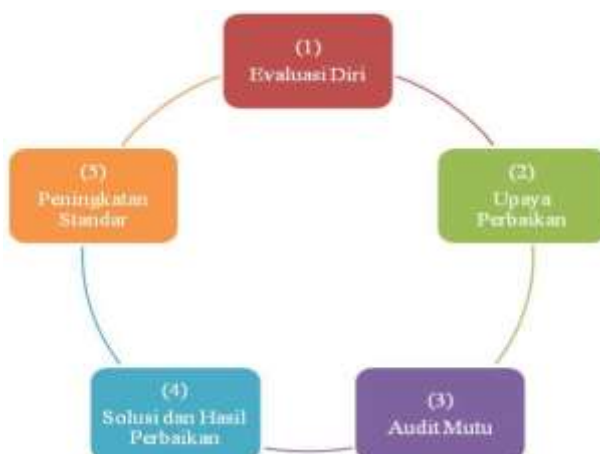 (1)
Evaluasi Diri
(2)
Upaya
Perbaikan
(3)
Audit Mutu
(4)
Solusi dan Hasil
Perbaikan
(5)
Peningkatan
Standar